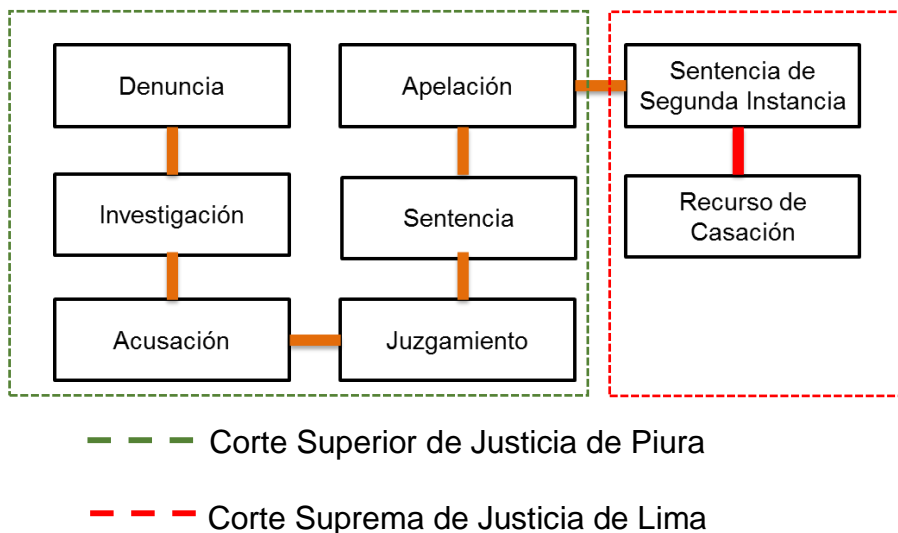 Denuncia
Investigación
Acusación
Juzgamiento
Sentencia
Apelación
Sentencia de
Segunda Instancia
Recurso de
Casación
Corte Superior de Justicia de Piura
Corte Suprema de Justicia de Lima